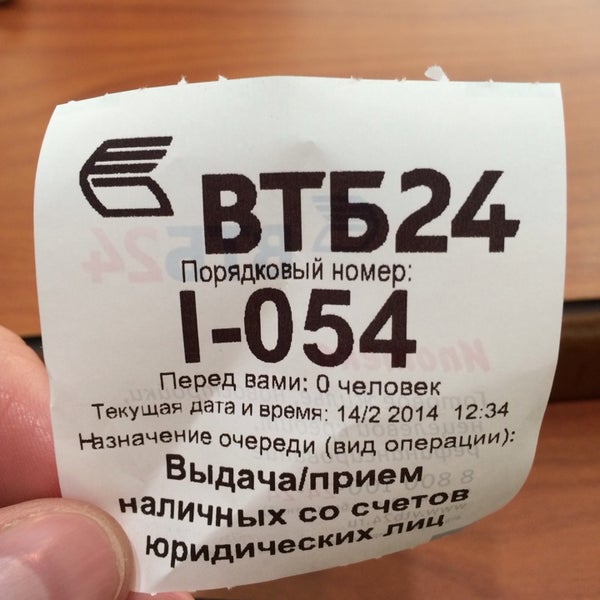 ВТБ24
Порядковый номер:
I-054
Перед вами: 0 человек
Текущая дата и время: 14/2 2014 12:34
Назначение очереди (вид операции):
Выдача/прием
наличных со счетов
юридических лиц